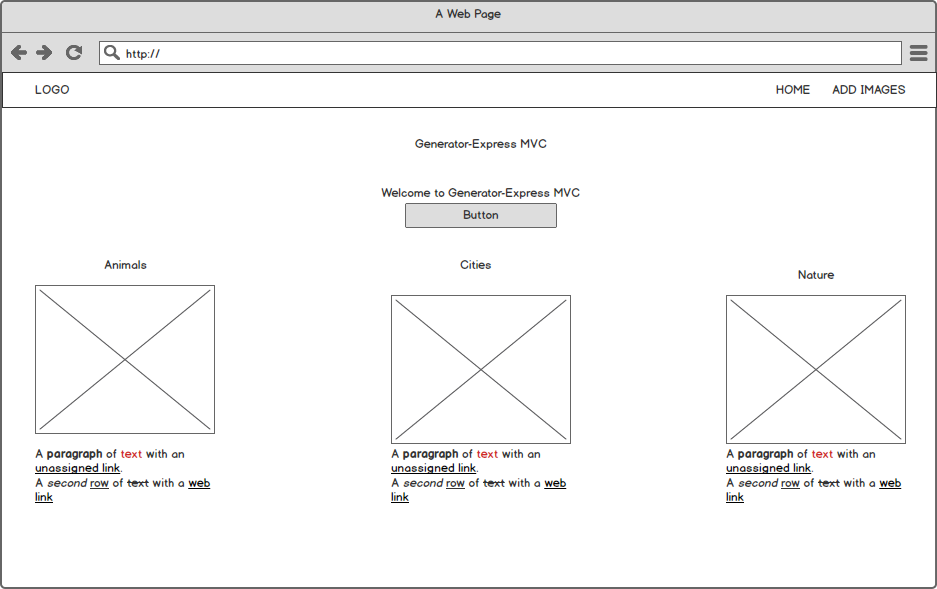 A Web Page
http://
LOGO
HOME
ADD IMAGES
Generator-Express MVC
Welcome to Generator-Express MVC
Button
Animals
A paragraph of text with an
unassigned link.
A second row of text with a web
link
Cities
A paragraph of text with an
unassigned link.
A second row of text with a web
link
Nature
A paragraph of text with an
unassigned link.
A second row of text with a web
link